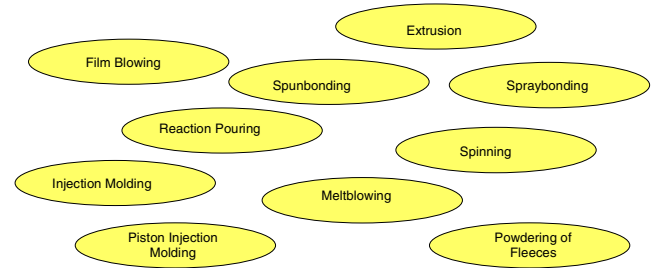 Extrusion
Film Blowing
Spunbonding
Spraybonding
Reaction Pouring
Spinning
Injection Molding
Meltblowing
Piston Injection
Molding
Powdering of
Fleeces